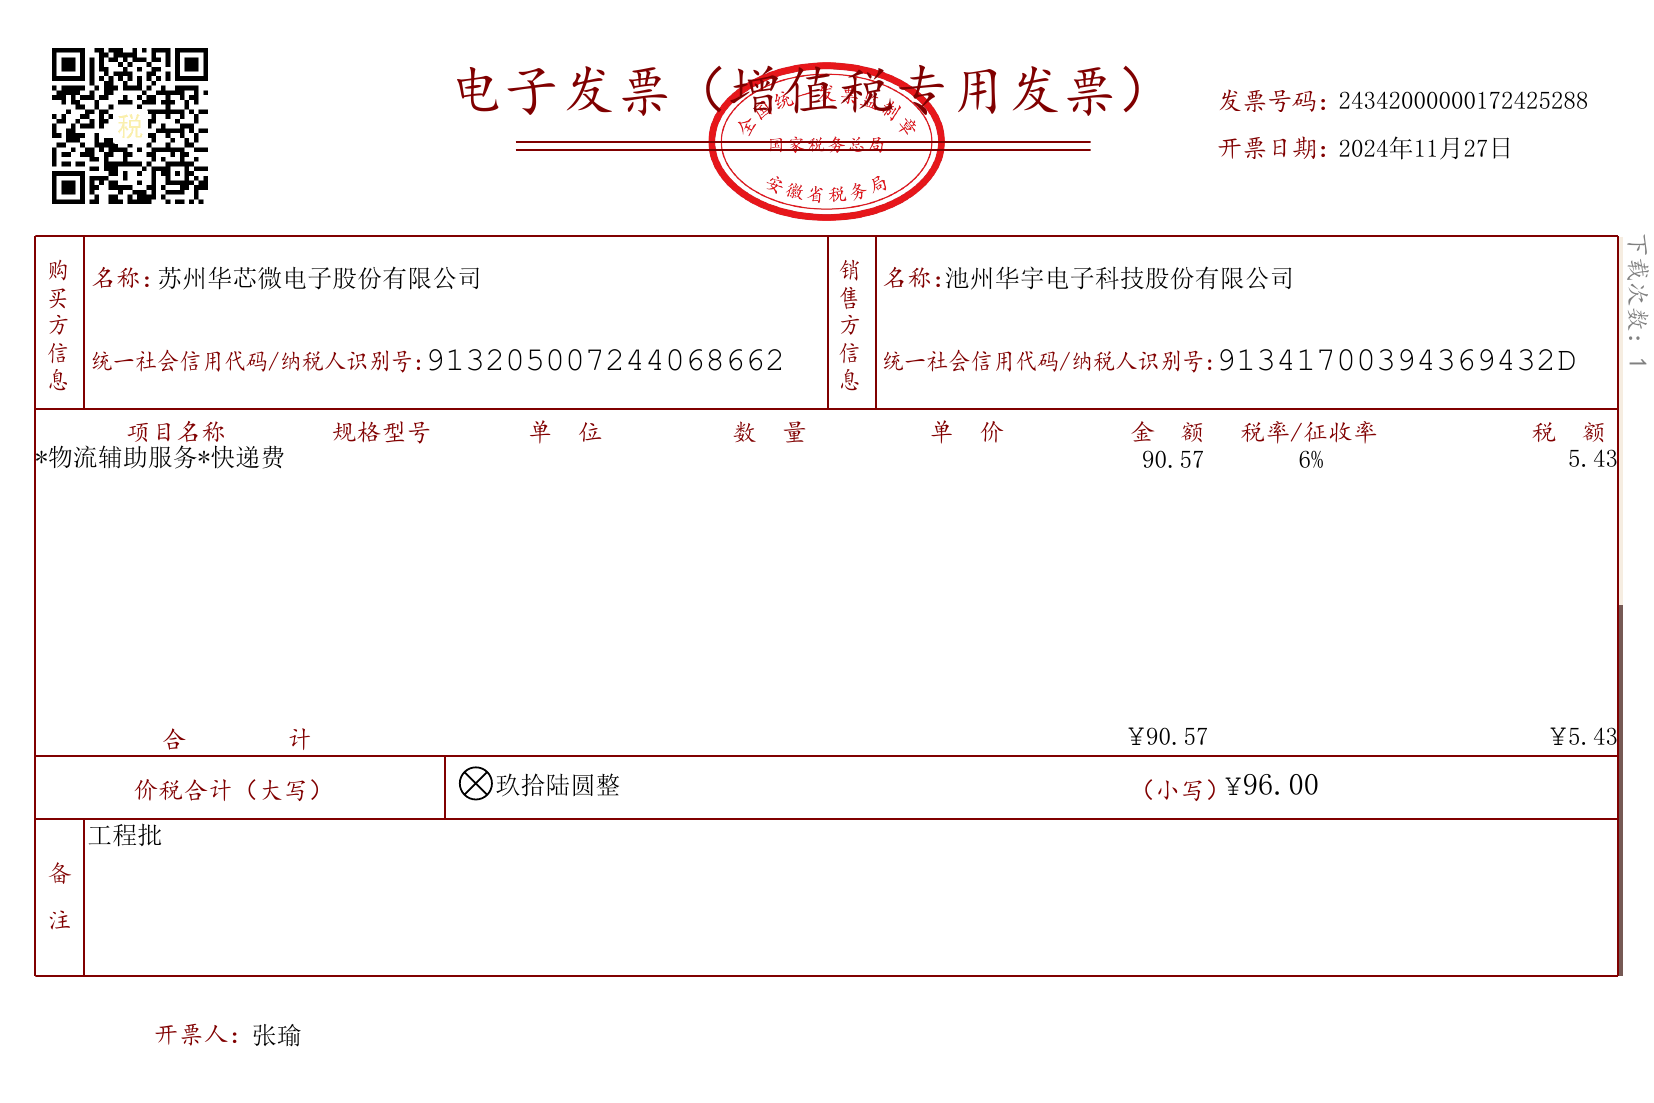 电子发票（增值税专用发票）
全国统一发票监制章
国家税务总局
安徽省税务局
税
发票号码：24342000000172425288
开票日期：2024年11月27日
购买方信息
名称：苏州华芯微电子股份有限公司
统一社会信用代码/纳税人识别号：913205007244068662
销售方信息
名称：池州华宇电子科技股份有限公司
统一社会信用代码/纳税人识别号：91341700394369432D
下载次数：1
项目名称 规格型号 单 位 数 量 单 价 金 额 税率/征收率 税 额
*物流辅助服务*快递费 90.57 6% 5.43
合 计 ¥90.57 ¥5.43
价税合计（大写） ⊗玖拾陆圆整 （小写）¥96.00
备注
工程批
开票人：张瑜